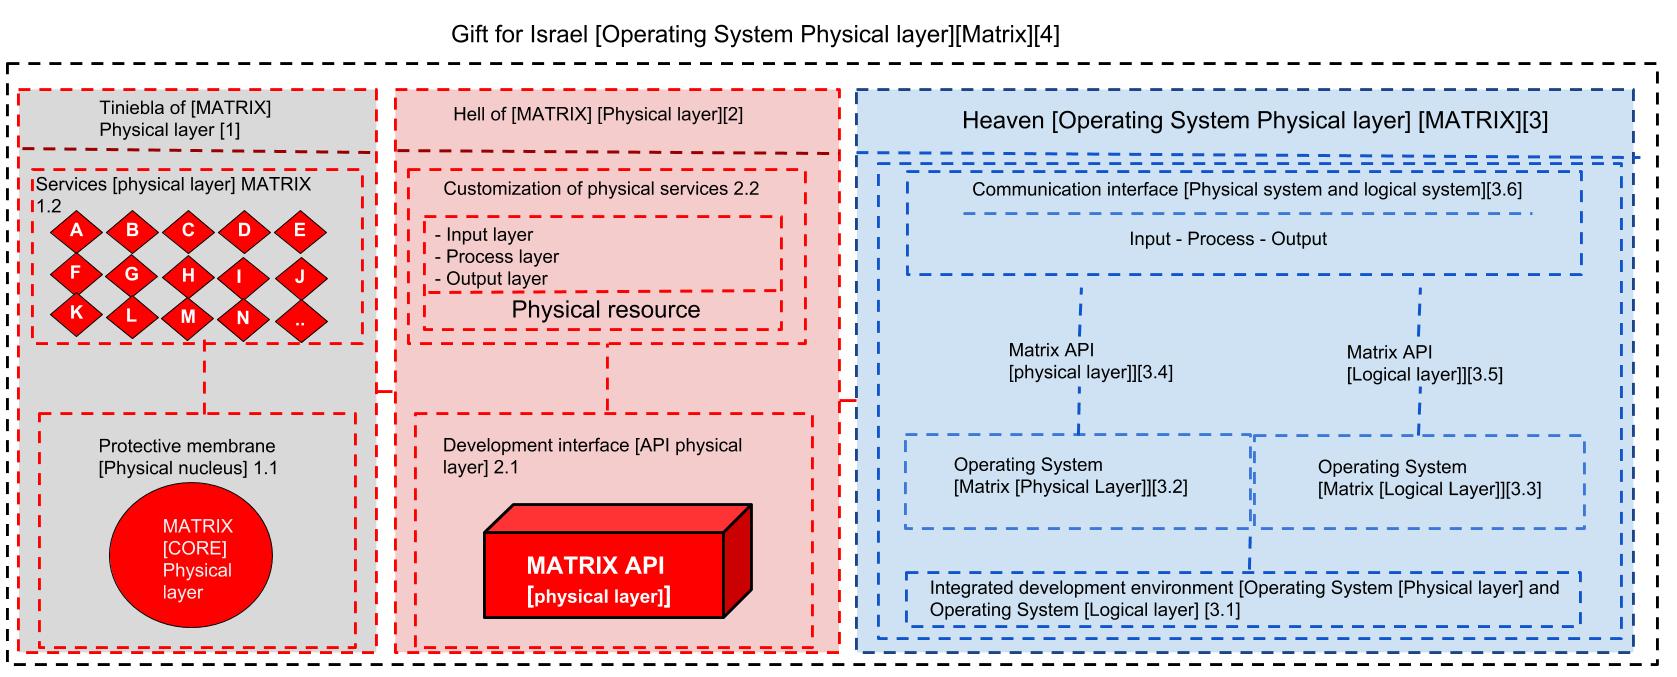 Gift for Israel [Operating System Physical layer][Matrix][4]
Tiniebla of [MATRIX]
Physical layer [1]
Services [physical layer] MATRIX
1.2
A B C D E
F G H I J
K L M N ..
Protective membrane
[Physical nucleus] 1.1
MATRIX
[CORE]
Physical
layer
Hell of [MATRIX] [Physical layer][2]
Customization of physical services 2.2
- Input layer
- Process layer
- Output layer
Physical resource
Development interface [API physical
layer] 2.1
MATRIX API
[physical layer]]
Heaven [Operating System Physical layer] [MATRIX][3]
Communication interface [Physical system and logical system][3.6]
Input - Process - Output
Matrix API
[physical layer]][3.4]
Matrix API
[Logical layer]][3.5]
Operating System
[Matrix [Physical Layer]][3.2]
Operating System
[Matrix [Logical Layer]][3.3]
Integrated development environment [Operating System [Physical layer] and
Operating System [Logical layer] [3.1]